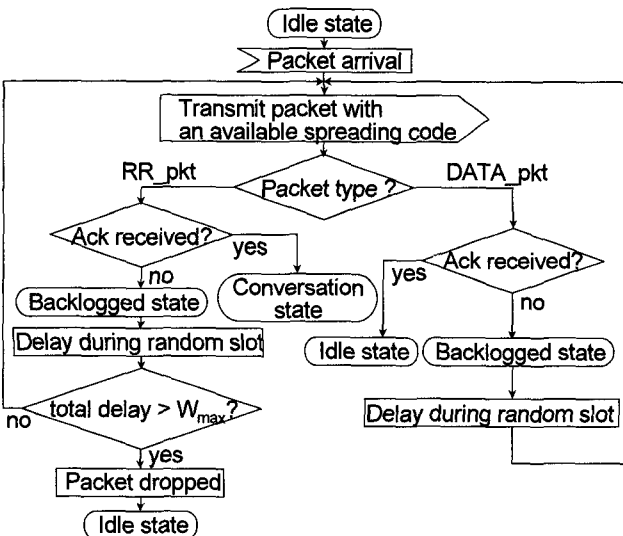 Idle state
Packet arrival
Transmit packet with
an available spreading code
RR_pkt
Packet type ?
DATA_pkt
Ack received?
yes
no
Conversation
state
Backlogged state
Delay during random slot
total delay > Wmax?
no
yes
Packet dropped
Idle state
Ack received?
yes
no
Idle state
Backlogged state
Delay during random slot